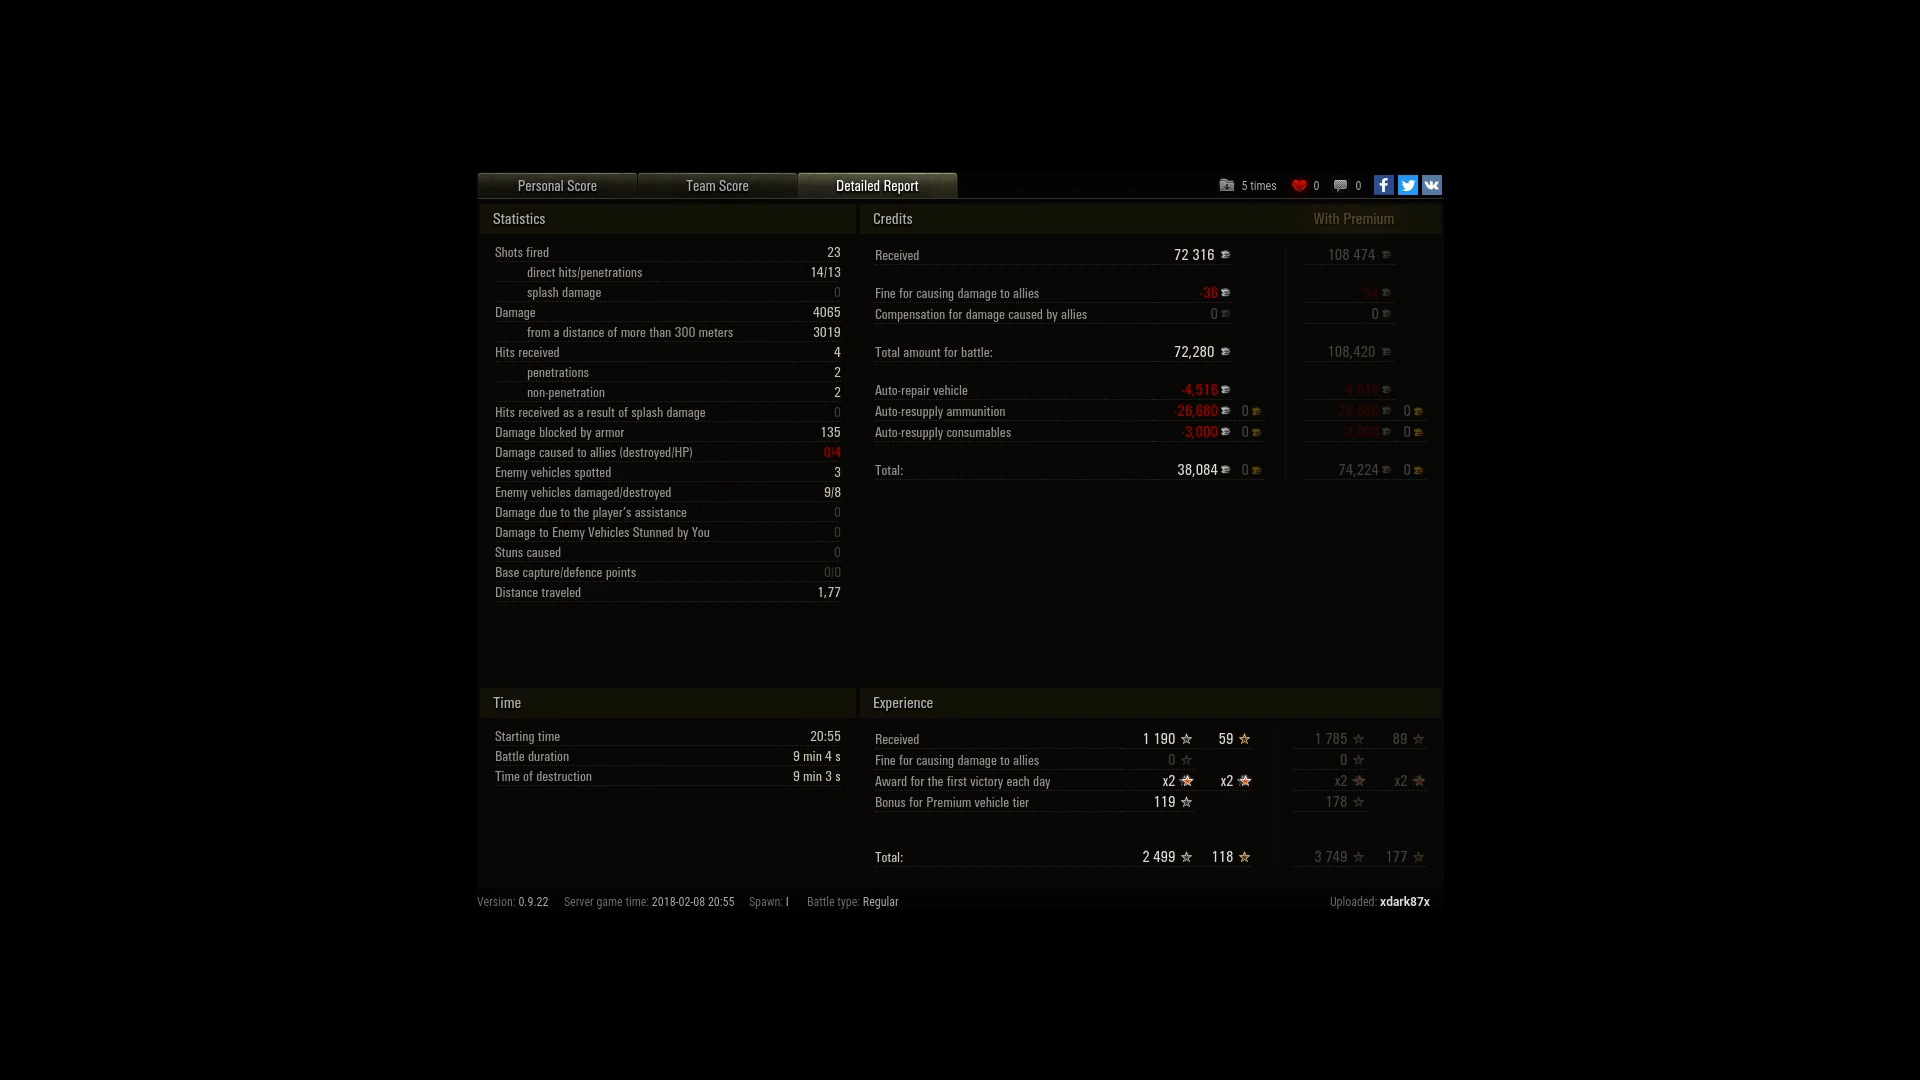 Personal Score Team Score Detailed Report 5 times 0 0
Statistics
Shots fired 23
direct hits/penetrations 14/13
splash damage 0
Damage 4065
from a distance of more than 300 meters 3019
Hits received 4
penetrations 2
non-penetration 2
Hits received as a result of splash damage 0
Damage blocked by armor 135
Damage caused to allies (destroyed/HP) 0/4
Enemy vehicles spotted 3
Enemy vehicles damaged/destroyed 9/8
Damage due to the player's assistance 0
Damage to Enemy Vehicles Stunned by You 0
Stuns caused 0
Base capture/defence points 0/0
Distance traveled 1,77
Credits With Premium
Received 72 316 108 474
Fine for causing damage to allies -36
Compensation for damage caused by allies 0 0
Total amount for battle: 72,280 108,420
Auto-repair vehicle -4,516 -4,516
Auto-resupply ammunition -26,680 0 -26,680 0
Auto-resupply consumables -3,000 0 -3,000 0
Total: 38,084 0 74,224 0
Time
Starting time 20:55
Battle duration 9 min 4 s
Time of destruction 9 min 3 s
Experience
Received 1 190 59 1 785 89
Fine for causing damage to allies 0 0
Award for the first victory each day x2 x2 x2 x2
Bonus for Premium vehicle tier 119 178
Total: 2 499 118 3 749 177
Version: 0.9.22 Server game time: 2018-02-08 20:55 Spawn: I Battle type: Regular Uploaded: xdark87x